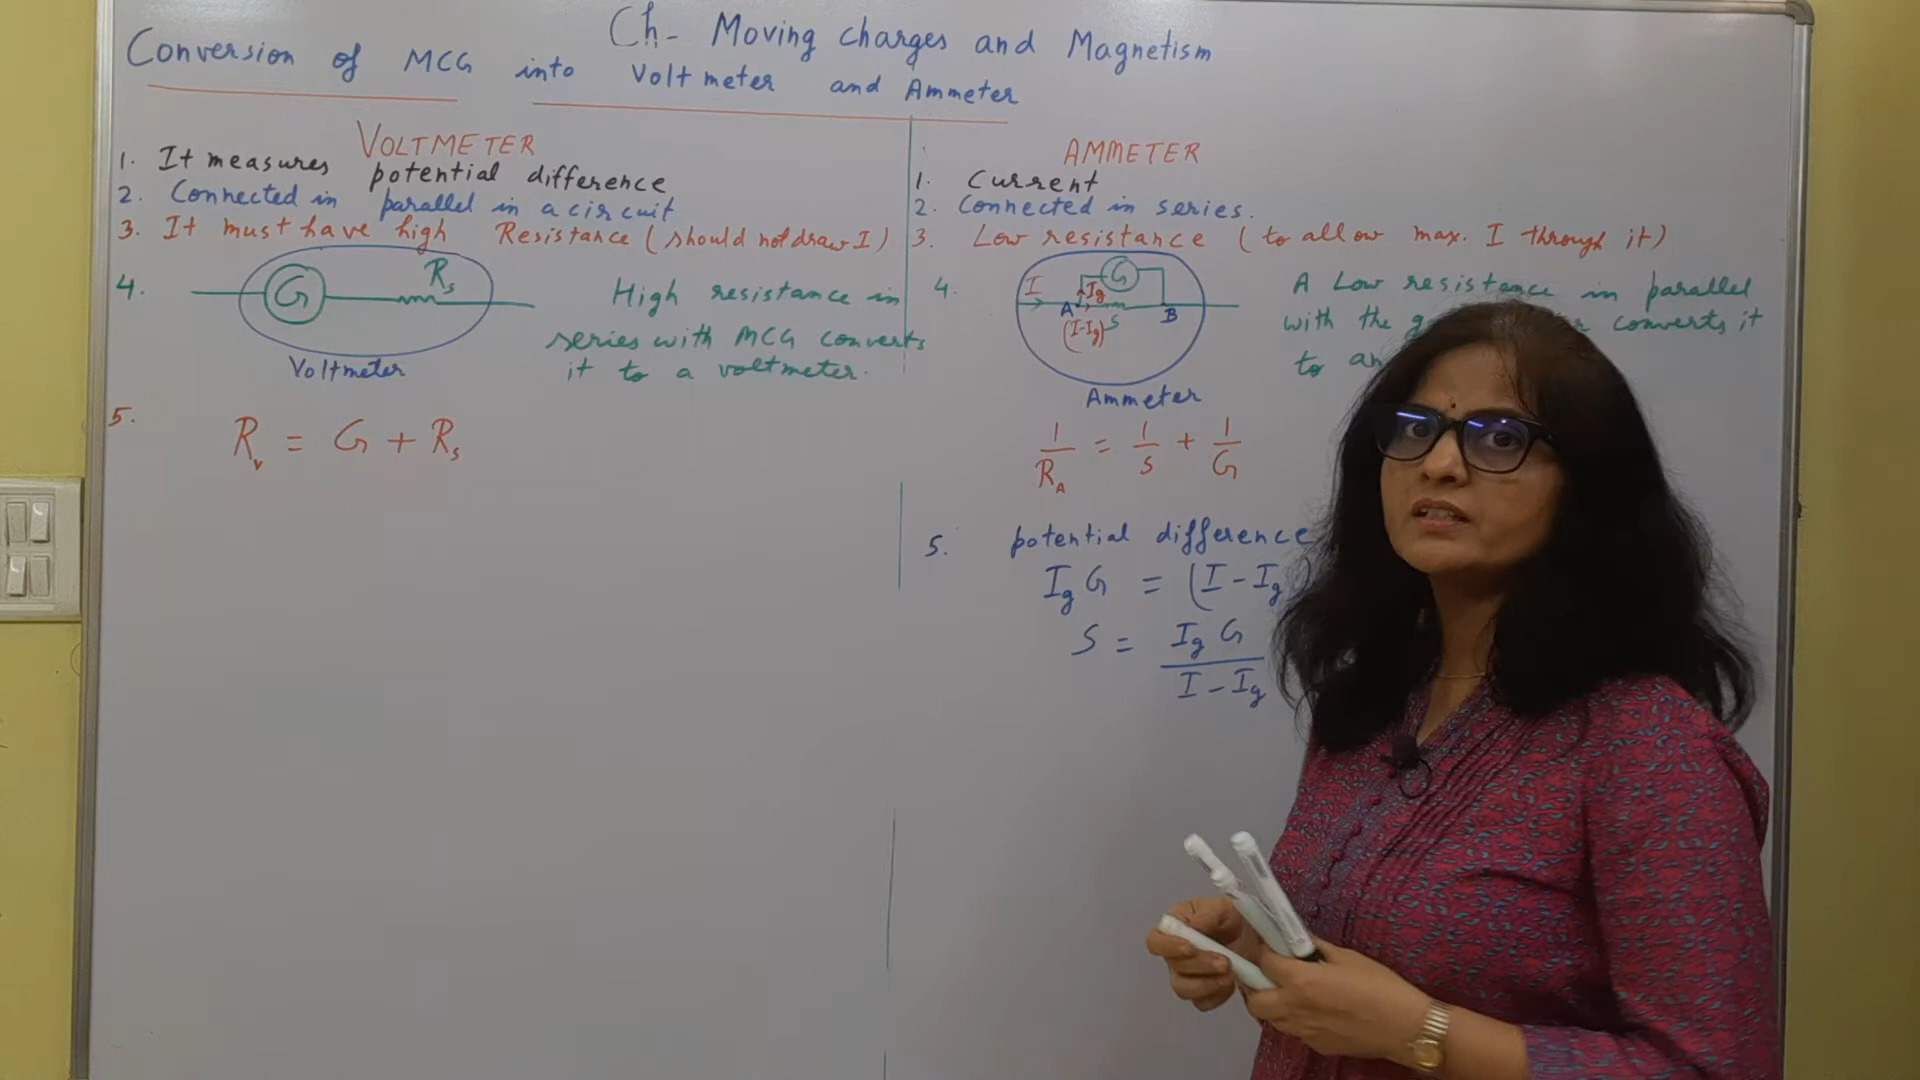 Ch- Moving charges and Magnetism
Conversion of MCG into Voltmeter and Ammeter
VOLTMETER
1. It measures potential difference
2. Connected in parallel in a circuit
3. It must have high Resistance (should not draw I)
4.
G
Rs
Voltmeter
High resistance in
series with MCG converts
it to a voltmeter.
5.
Rv = G + Rs
AMMETER
1. Current
2. Connected in series.
3. Low resistance (to allow max. I through it)
4.
G
I
Ig
A
S
B
(I-Ig)
Ammeter
A Low resistance in parallel
with the converts it
to an
1/RA = 1/S + 1/G
5. potential difference
Ig G = (I - Ig)
S = Ig G / I - Ig